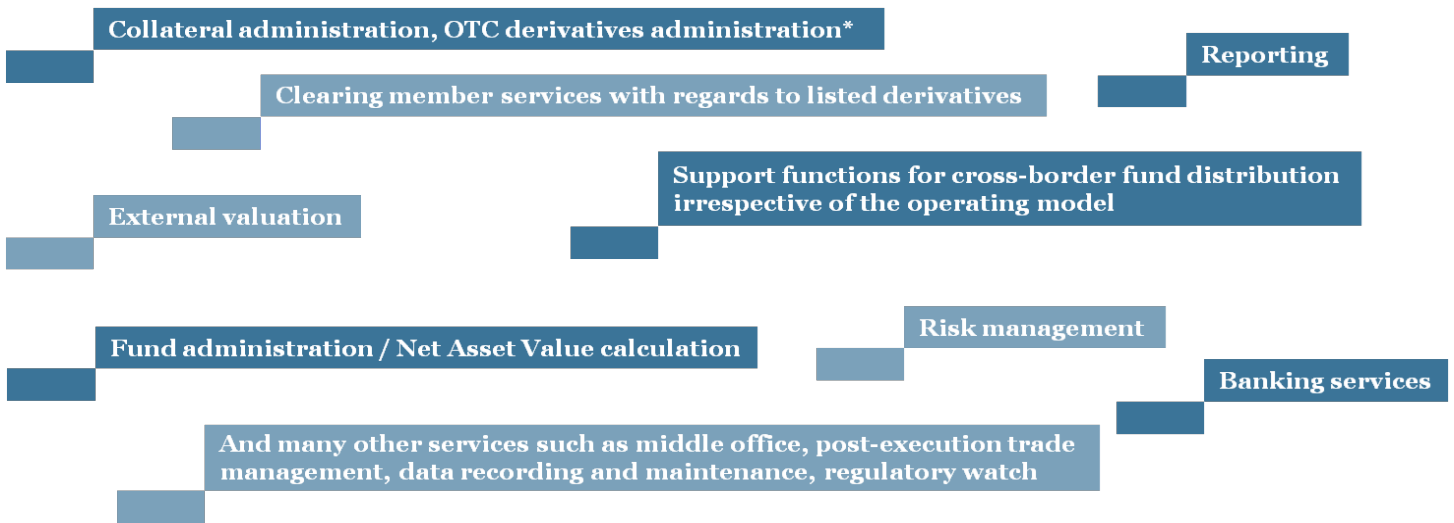 Collateral administration, OTC derivatives administration*
Reporting
Clearing member services with regards to listed derivatives
Support functions for cross-border fund distribution
irrespective of the operating model
External valuation
Risk management
Fund administration / Net Asset Value calculation
Banking services
And many other services such as middle office, post-execution trade
management, data recording and maintenance, regulatory watch